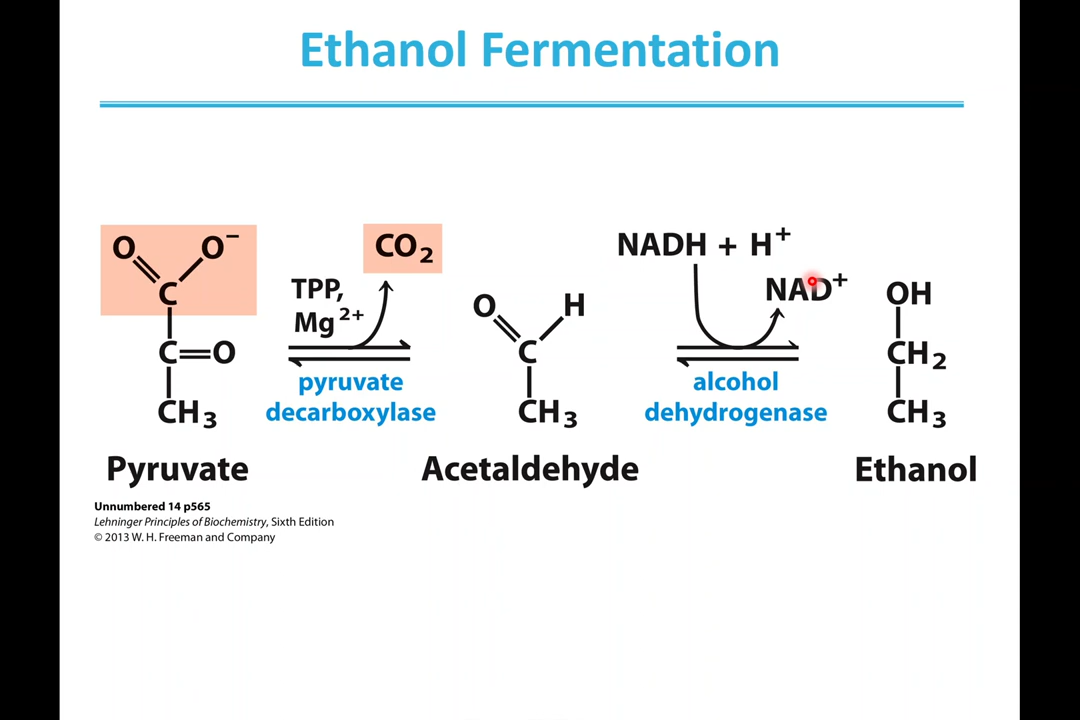 Ethanol Fermentation
O O⁻
C
C=O
CH₃
Pyruvate
TPP,
Mg²⁺
CO₂
pyruvate
decarboxylase
O H
C
CH₃
Acetaldehyde
NADH + H⁺
NAD⁺
alcohol
dehydrogenase
OH
CH₂
CH₃
Ethanol
Unnumbered 14 p565
Lehninger Principles of Biochemistry, Sixth Edition
© 2013 W. H. Freeman and Company